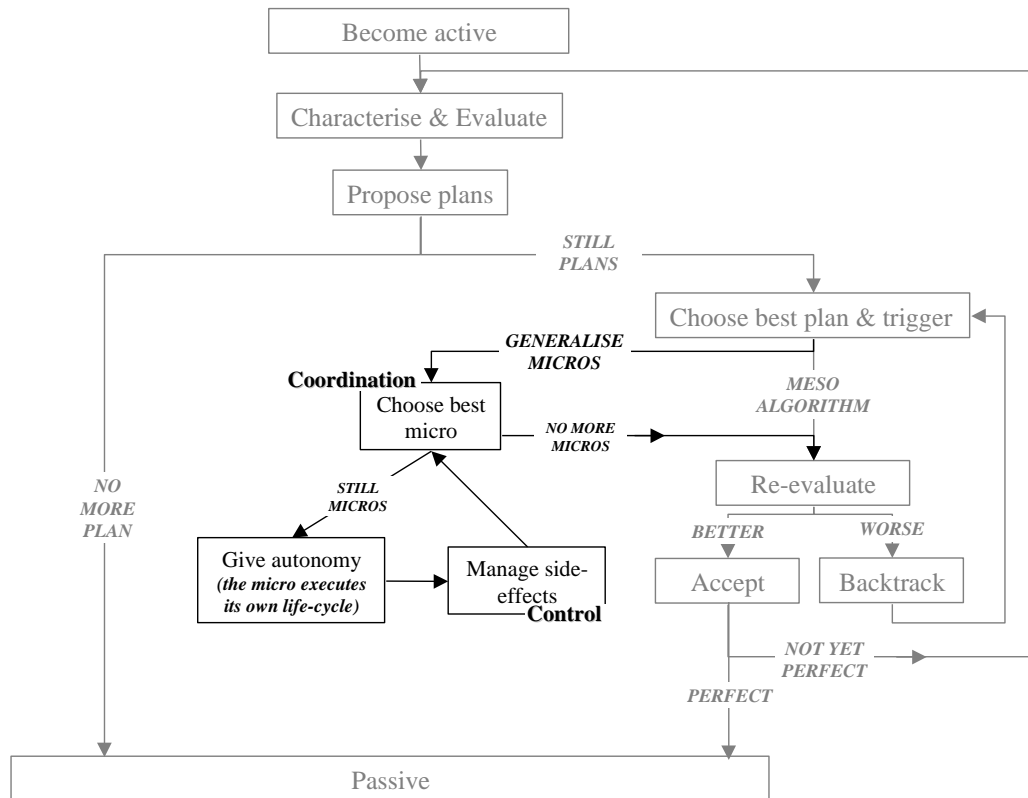 Become active
Characterise & Evaluate
Propose plans
STILL
PLANS
Choose best plan & trigger
GENERALISE
MICROS
Coordination
Choose best
micro
MESO
ALGORITHM
NO MORE
MICROS
NO
MORE
PLAN
STILL
MICROS
Re-evaluate
BETTER
WORSE
Give autonomy
(the micro executes
its own life-cycle)
Manage side-
effects
Control
Accept
Backtrack
NOT YET
PERFECT
PERFECT
Passive